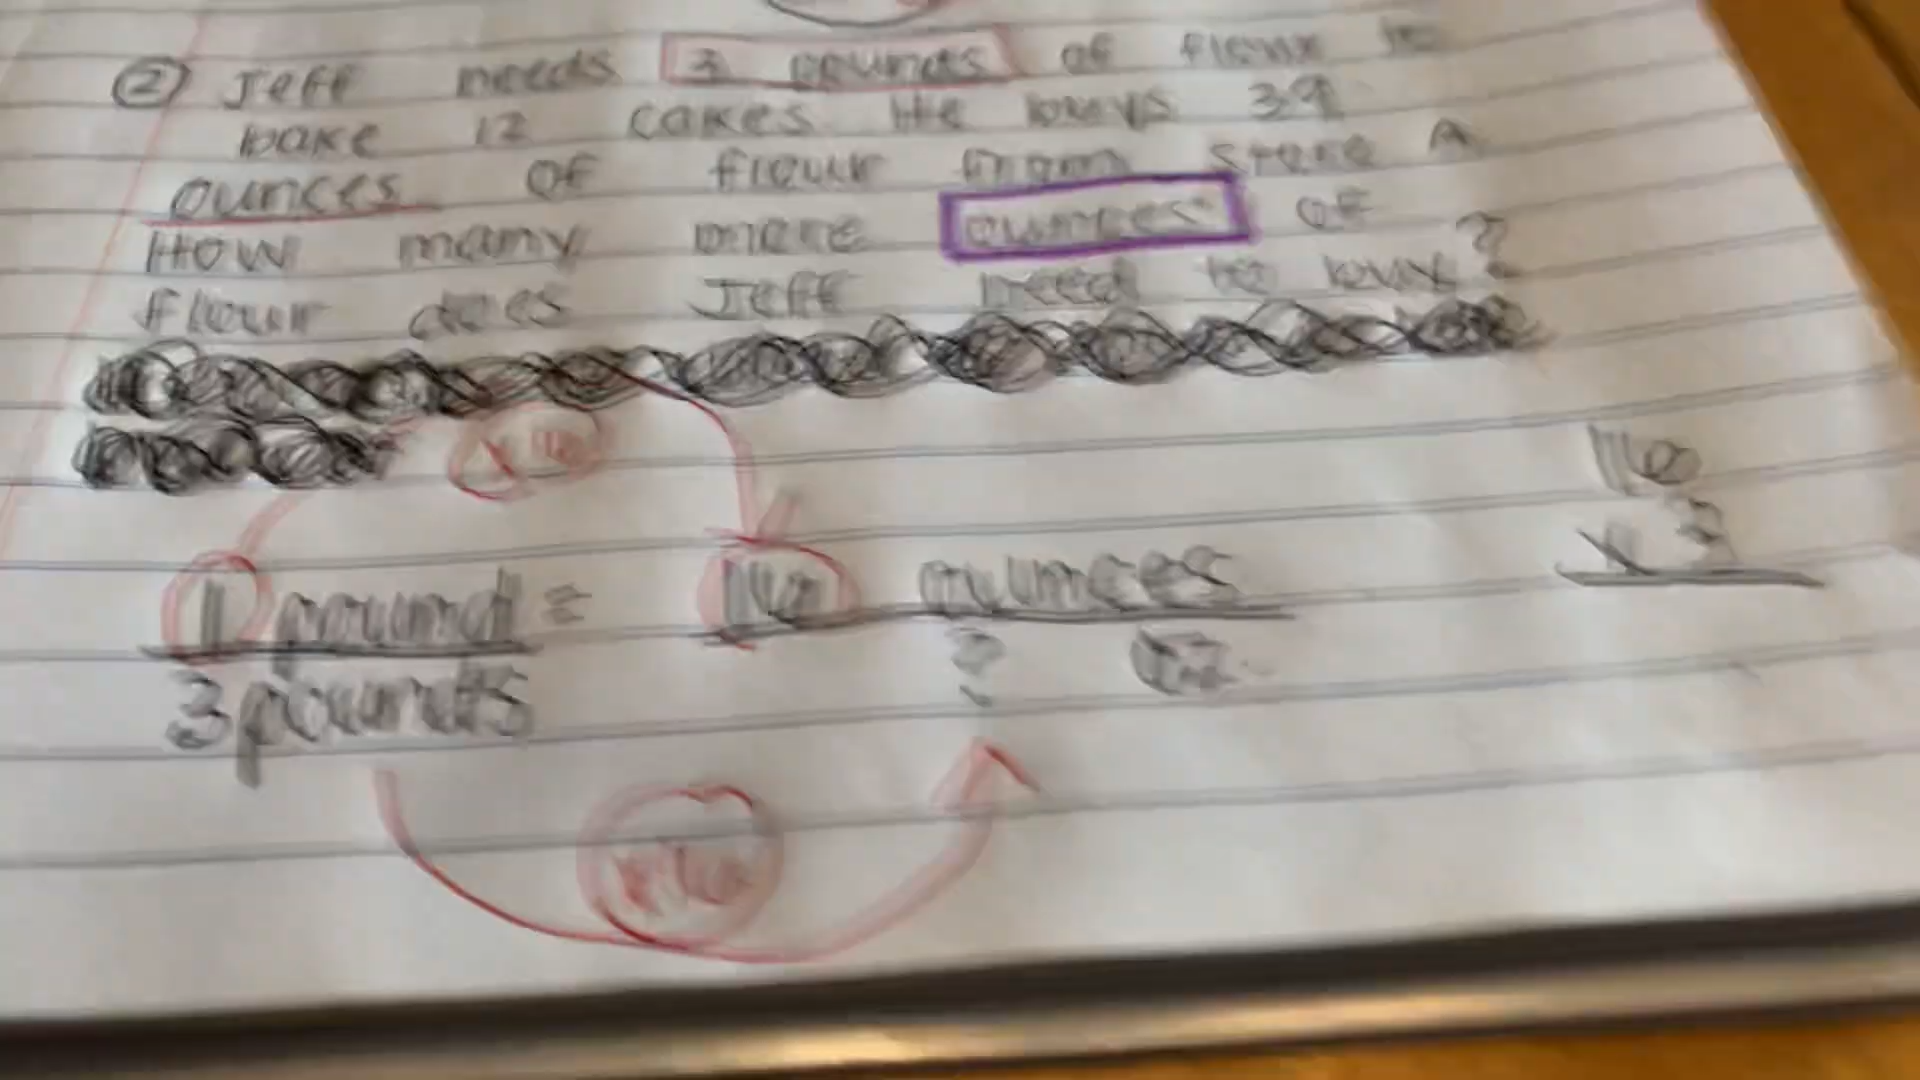 ② Jeff needs 3 pounds of flour to
bake 12 cakes. He buys 39
ounces of flour from store A
How many more ounces of
flour does Jeff need to buy?
x 16
1 pound = 16 ounces
3 pounds ? oz
x 16
16
x 3